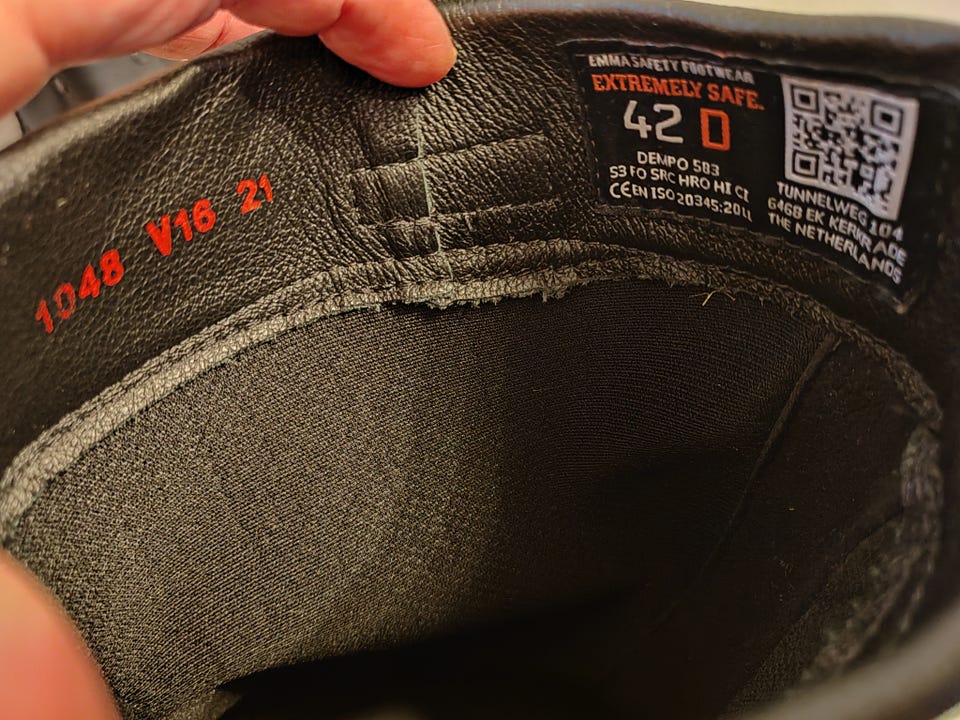 1048 V16 21
EMMA SAFETY FOOTWEAR
EXTREMELY SAFE.
42 D
DEMPO 583
S3 FO SRC HRO HI CI
CE EN ISO 20345:2011
TUNNELWEG 104
6468 EK KERKRADE
THE NETHERLANDS